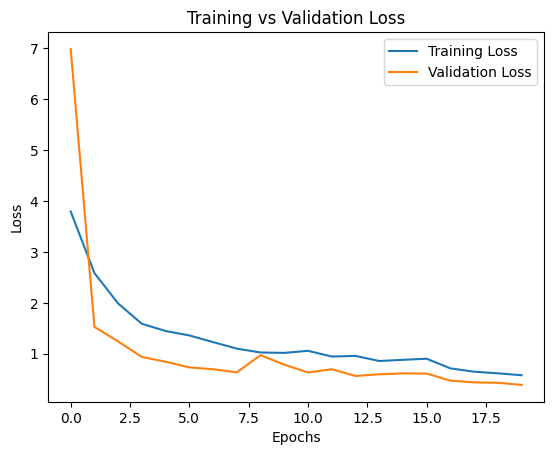 Training vs Validation Loss
Training Loss
Validation Loss
7
6
5
4
3
2
1
Loss
0.0 2.5 5.0 7.5 10.0 12.5 15.0 17.5
Epochs